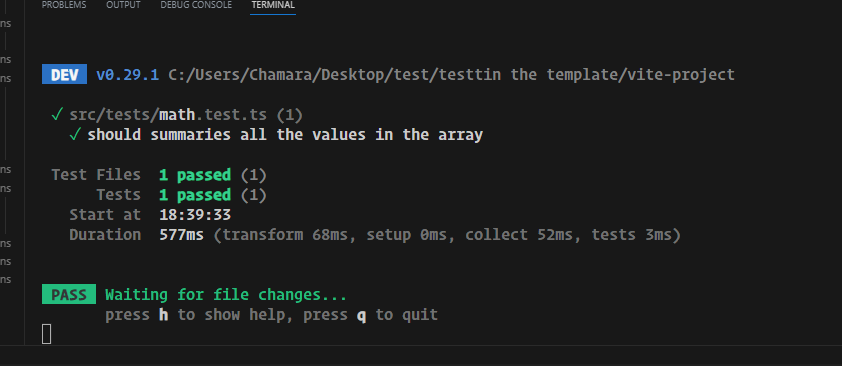 PROBLEMS OUTPUT DEBUG CONSOLE TERMINAL
ns
ns
ns
DEV v0.29.1 C:/Users/Chamara/Desktop/test/testtin the template/vite-project
✓ src/tests/math.test.ts (1)
✓ should summaries all the values in the array
ns
Test Files 1 passed (1)
ns
Tests 1 passed (1)
Start at 18:39:33
Duration 577ms (transform 68ms, setup 0ms, collect 52ms, tests 3ms)
ns
ns
ns
PASS Waiting for file changes...
press h to show help, press q to quit